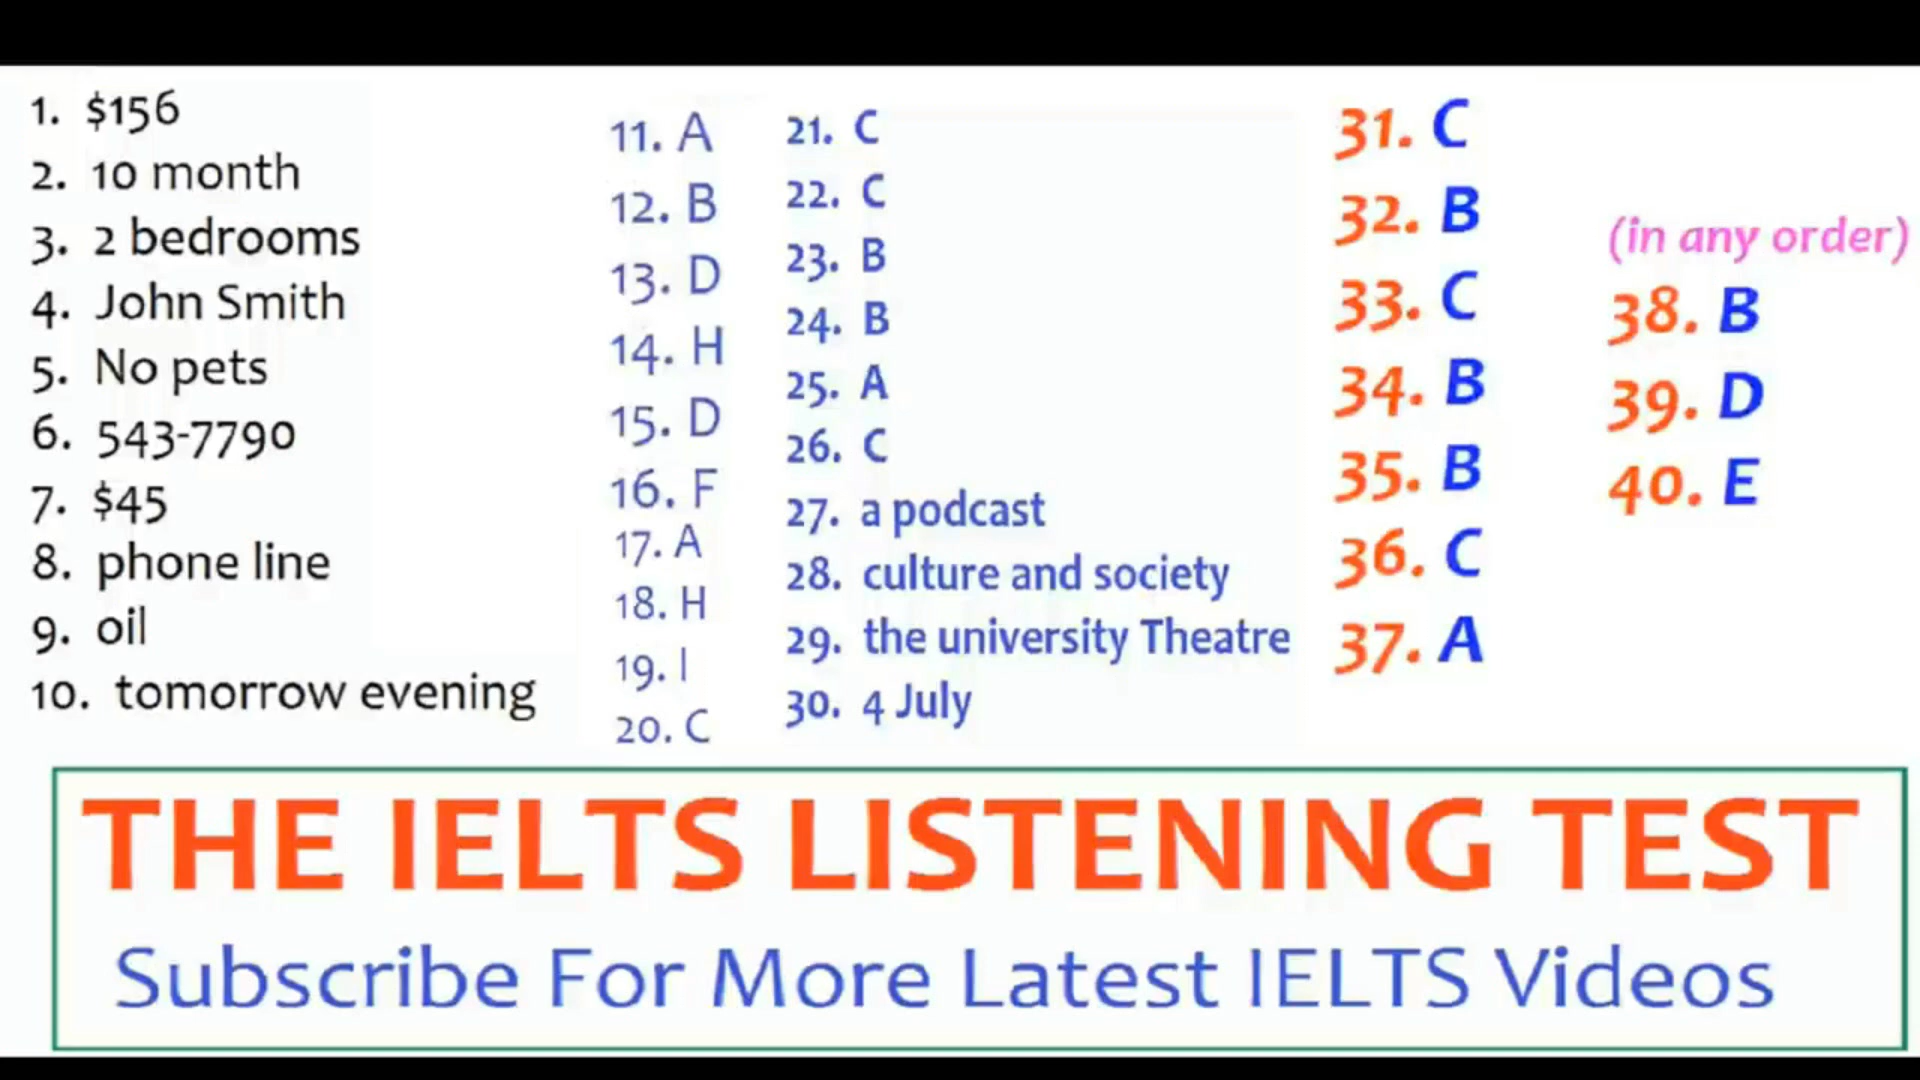 1. $156
2. 10 month
3. 2 bedrooms
4. John Smith
5. No pets
6. 543-7790
7. $45
8. phone line
9. oil
10. tomorrow evening
11. A
12. B
13. D
14. H
15. D
16. F
17. A
18. H
19. I
20. C
21. C
22. C
23. B
24. B
25. A
26. C
27. a podcast
28. culture and society
29. the university Theatre
30. 4 July
31. C
32. B
33. C
34. B
35. B
36. C
37. A
(in any order)
38. B
39. D
40. E
THE IELTS LISTENING TEST
Subscribe For More Latest IELTS Videos